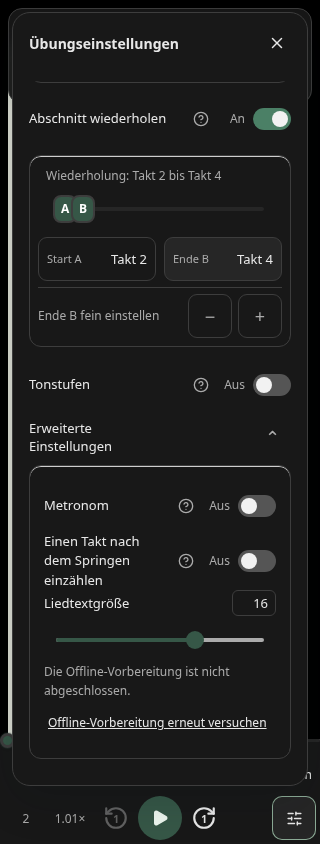 Übungseinstellungen
Abschnitt wiederholen An
Wiederholung: Takt 2 bis Takt 4
A B
Start A Takt 2 Ende B Takt 4
Ende B fein einstellen − +
Tonstufen Aus
Erweiterte
Einstellungen
Metronom Aus
Einen Takt nach
dem Springen Aus
einzählen
Liedtextgröße 16
Die Offline-Vorbereitung ist nicht
abgeschlossen.
Offline-Vorbereitung erneut versuchen
2 1.01× 1 1